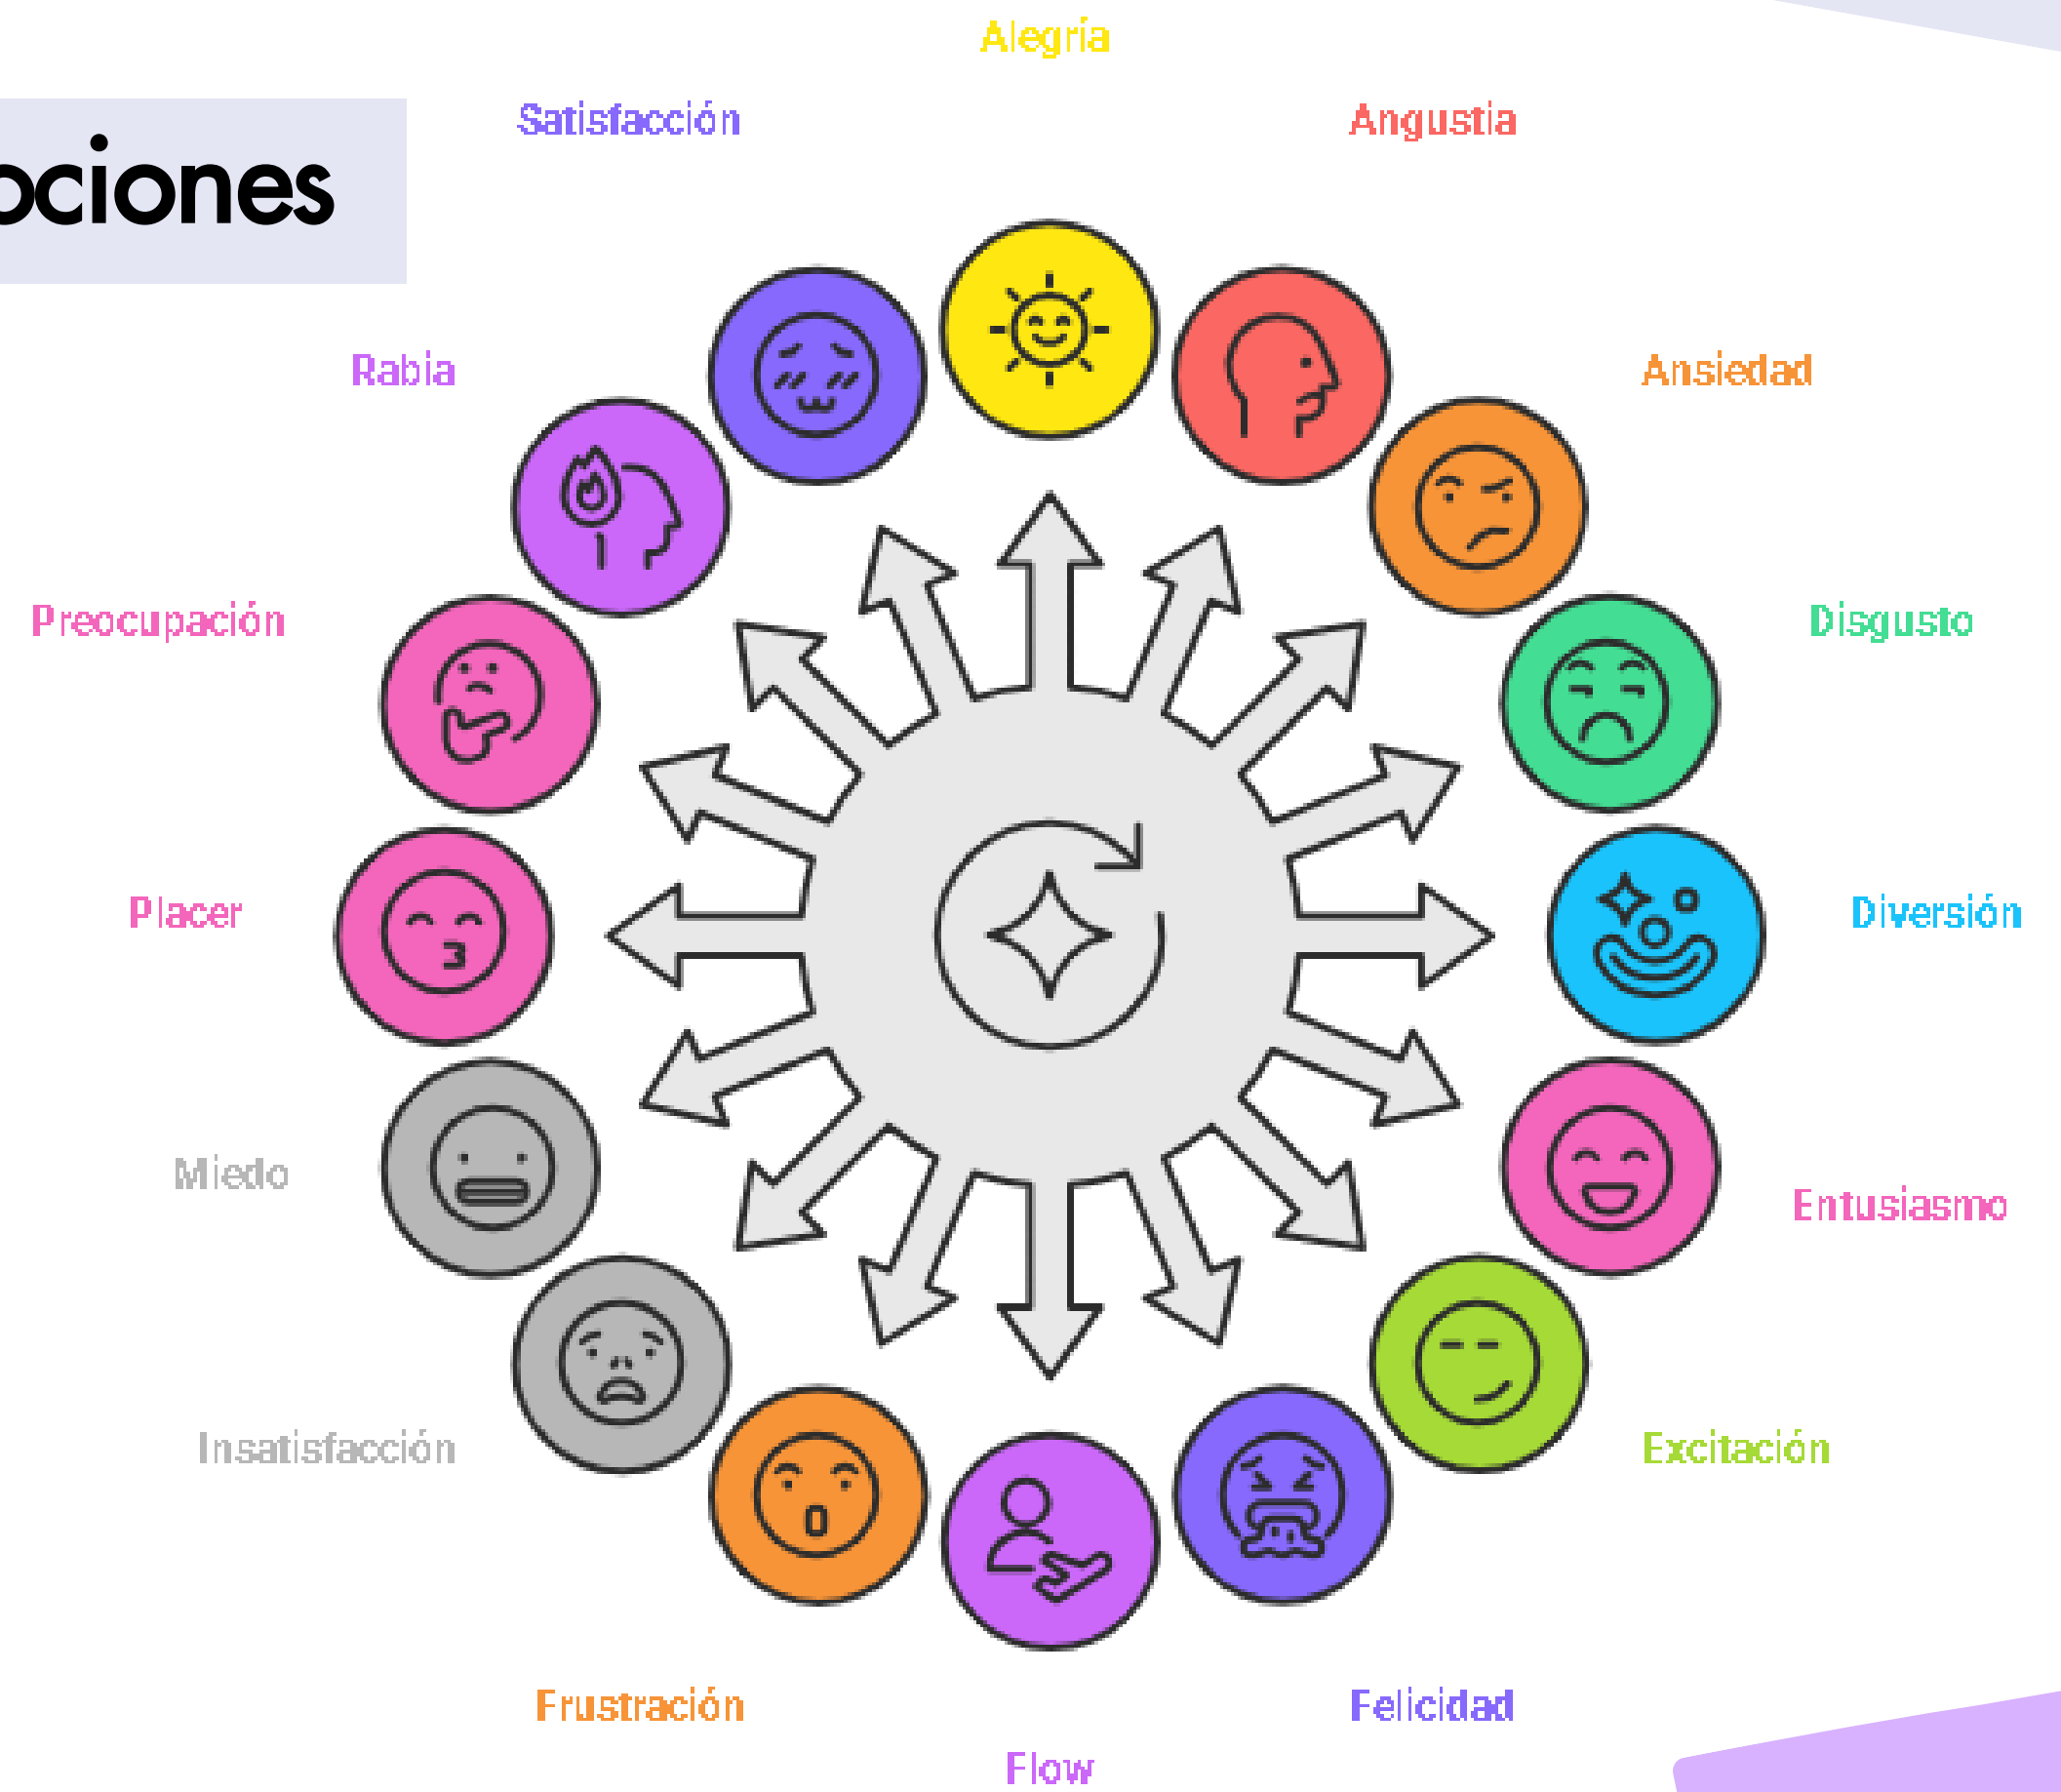 Alegría
Satisfacción
Angustia
ociones
Rabia
Ansiedad
Preocupación
Disgusto
Placer
Diversión
Miedo
Entusiasmo
Insatisfacción
Excitación
Frustración
Felicidad
Flow